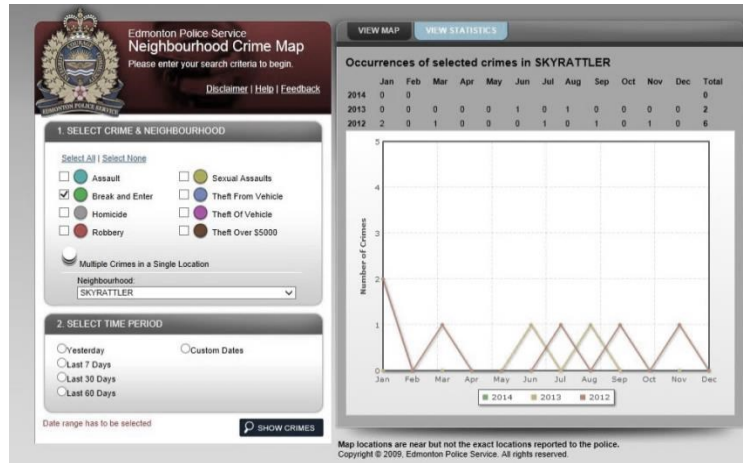 Edmonton Police Service
Neighbourhood Crime Map
Please enter your search criteria to begin.
Disclaimer | Help | Feedback
EDMONTON POLICE SERVICE
1. SELECT CRIME & NEIGHBOURHOOD
Select All | Select None
Assault Sexual Assaults
Break and Enter Theft From Vehicle
Homicide Theft Of Vehicle
Robbery Theft Over $5000
Multiple Crimes in a Single Location
Neighbourhood:
SKYRATTLER
2. SELECT TIME PERIOD
Yesterday Custom Dates
Last 7 Days
Last 30 Days
Last 60 Days
Date range has to be selected
SHOW CRIMES
VIEW MAP VIEW STATISTICS
Occurrences of selected crimes in SKYRATTLER
Jan Feb Mar Apr May Jun Jul Aug Sep Oct Nov Dec Total
2014 0 0 0
2013 0 0 0 0 0 1 0 1 0 0 0 0 2
2012 2 0 1 0 0 0 1 0 1 0 1 0 6
Number of Crimes
5
4
3
2
1
0
Jan Feb Mar Apr May Jun Jul Aug Sep Oct Nov Dec
2014 2013 2012
Map locations are near but not the exact locations reported to the police.
Copyright © 2009, Edmonton Police Service. All rights reserved.